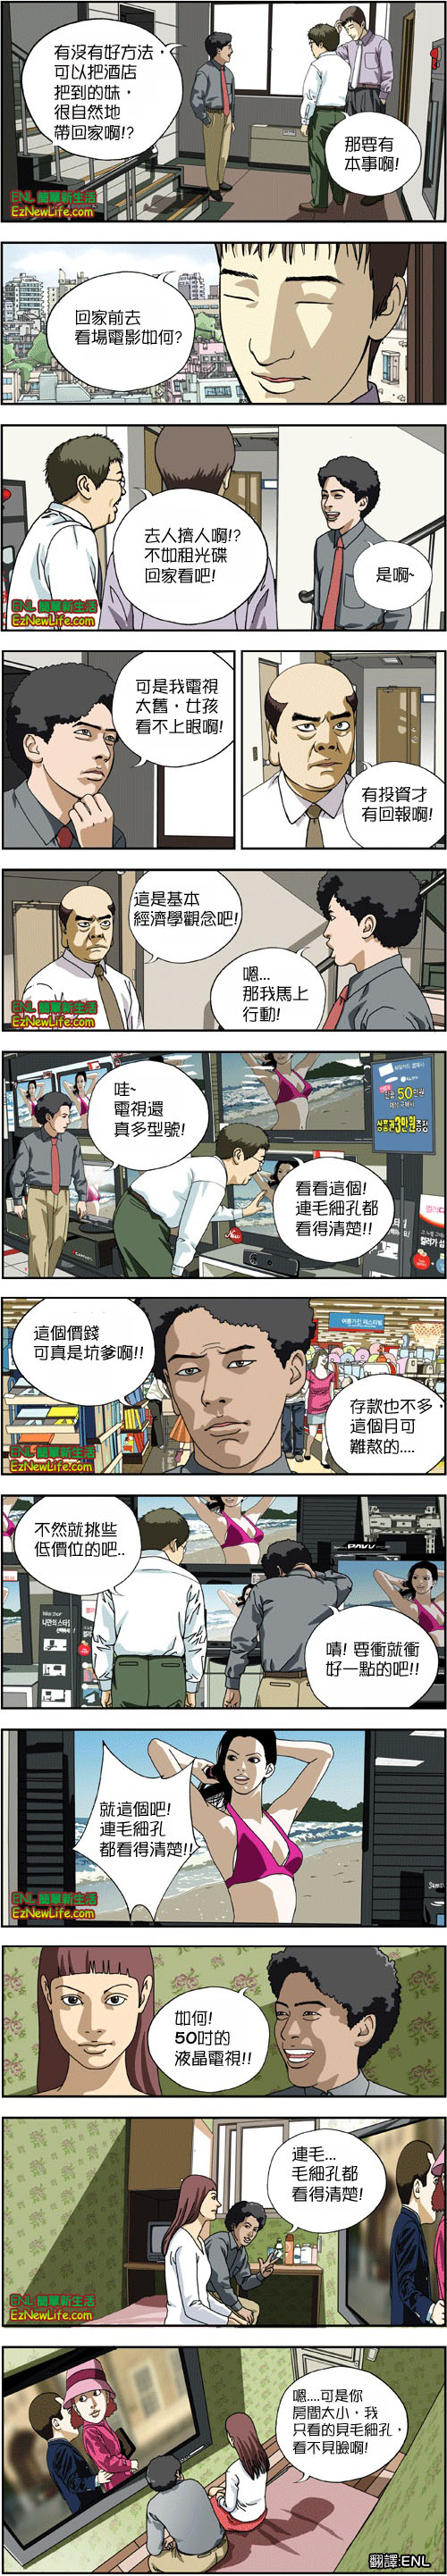 有沒有好方法，
可以把酒店
把到的妹，
很自然地
帶回家啊!?
那要有
本事啊!
ENL 簡單新生活
EzNewLife.com
回家前去
看場電影如何?
去人擠人啊!?
不如租光碟
回家看吧!
是啊~
ENL 簡單新生活
EzNewLife.com
可是我電視
太舊，女孩
看不上眼啊!
有投資才
有回報啊!
這是基本
經濟學觀念吧!
嗯...
那我馬上
行動!
ENL 簡單新生活
EzNewLife.com
哇~
電視還
真多型號!
50만원
상품권3만원증정
看看這個!
連毛細孔都
看得清楚!!
這個價錢
可真是坑爹啊!!
存款也不多，
這個月可
難熬的....
ENL 簡單新生活
EzNewLife.com
不然就挑些
低價位的吧..
PAVV
嘖! 要衝就衝
好一點的吧!!
就這個吧!
連毛細孔
都看得清楚!!
ENL 簡單新生活
EzNewLife.com
如何!
50吋的
液晶電視!!
連毛...
毛細孔都
看得清楚!
ENL 簡單新生活
EzNewLife.com
嗯....可是你
房間太小，我
只看的見毛細孔，
看不見臉啊!
翻譯:ENL